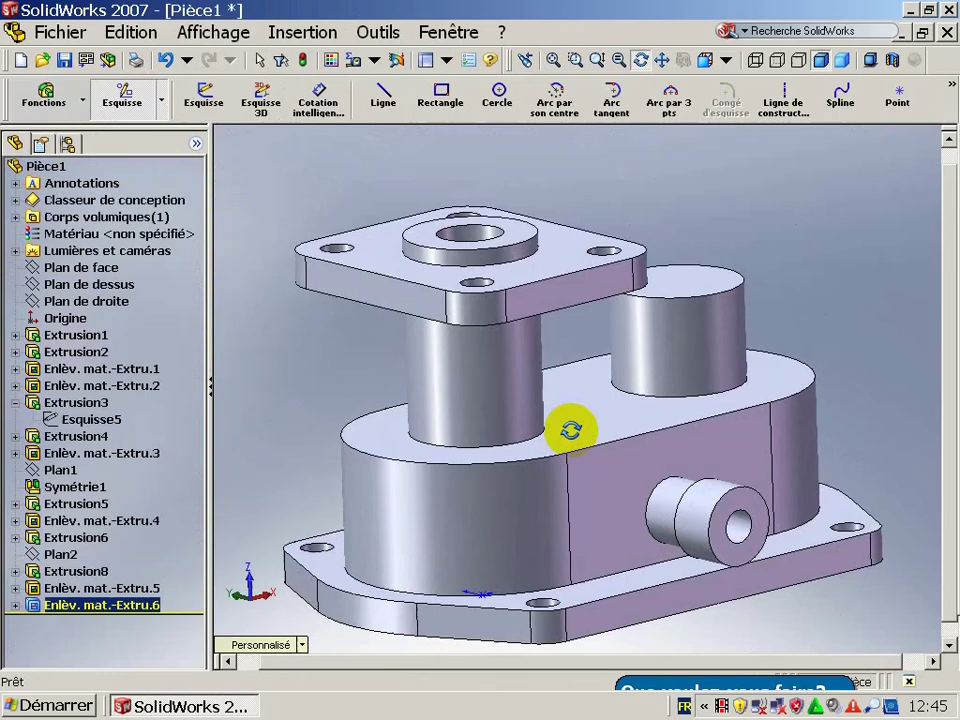 SolidWorks 2007 - [Pièce1 *]
Fichier Edition Affichage Insertion Outils Fenêtre ? Recherche SolidWorks
Fonctions Esquisse Esquisse Esquisse 3D Cotation intelligen... Ligne Rectangle Cercle Arc par son centre Arc tangent Arc par 3 pts Congé d'esquisse Ligne de construct... Spline Point
Pièce1
Annotations
Classeur de conception
Corps volumiques(1)
Matériau <non spécifié>
Lumières et caméras
Plan de face
Plan de dessus
Plan de droite
Origine
Extrusion1
Extrusion2
Enlèv. mat.-Extru.1
Enlèv. mat.-Extru.2
Extrusion3
Esquisse5
Extrusion4
Enlèv. mat.-Extru.3
Plan1
Symétrie1
Extrusion5
Enlèv. mat.-Extru.4
Extrusion6
Plan2
Extrusion8
Enlèv. mat.-Extru.5
Enlèv. mat.-Extru.6
Z
Y X
Personnalisé
Prêt
Démarrer SolidWorks 2... FR 12:45